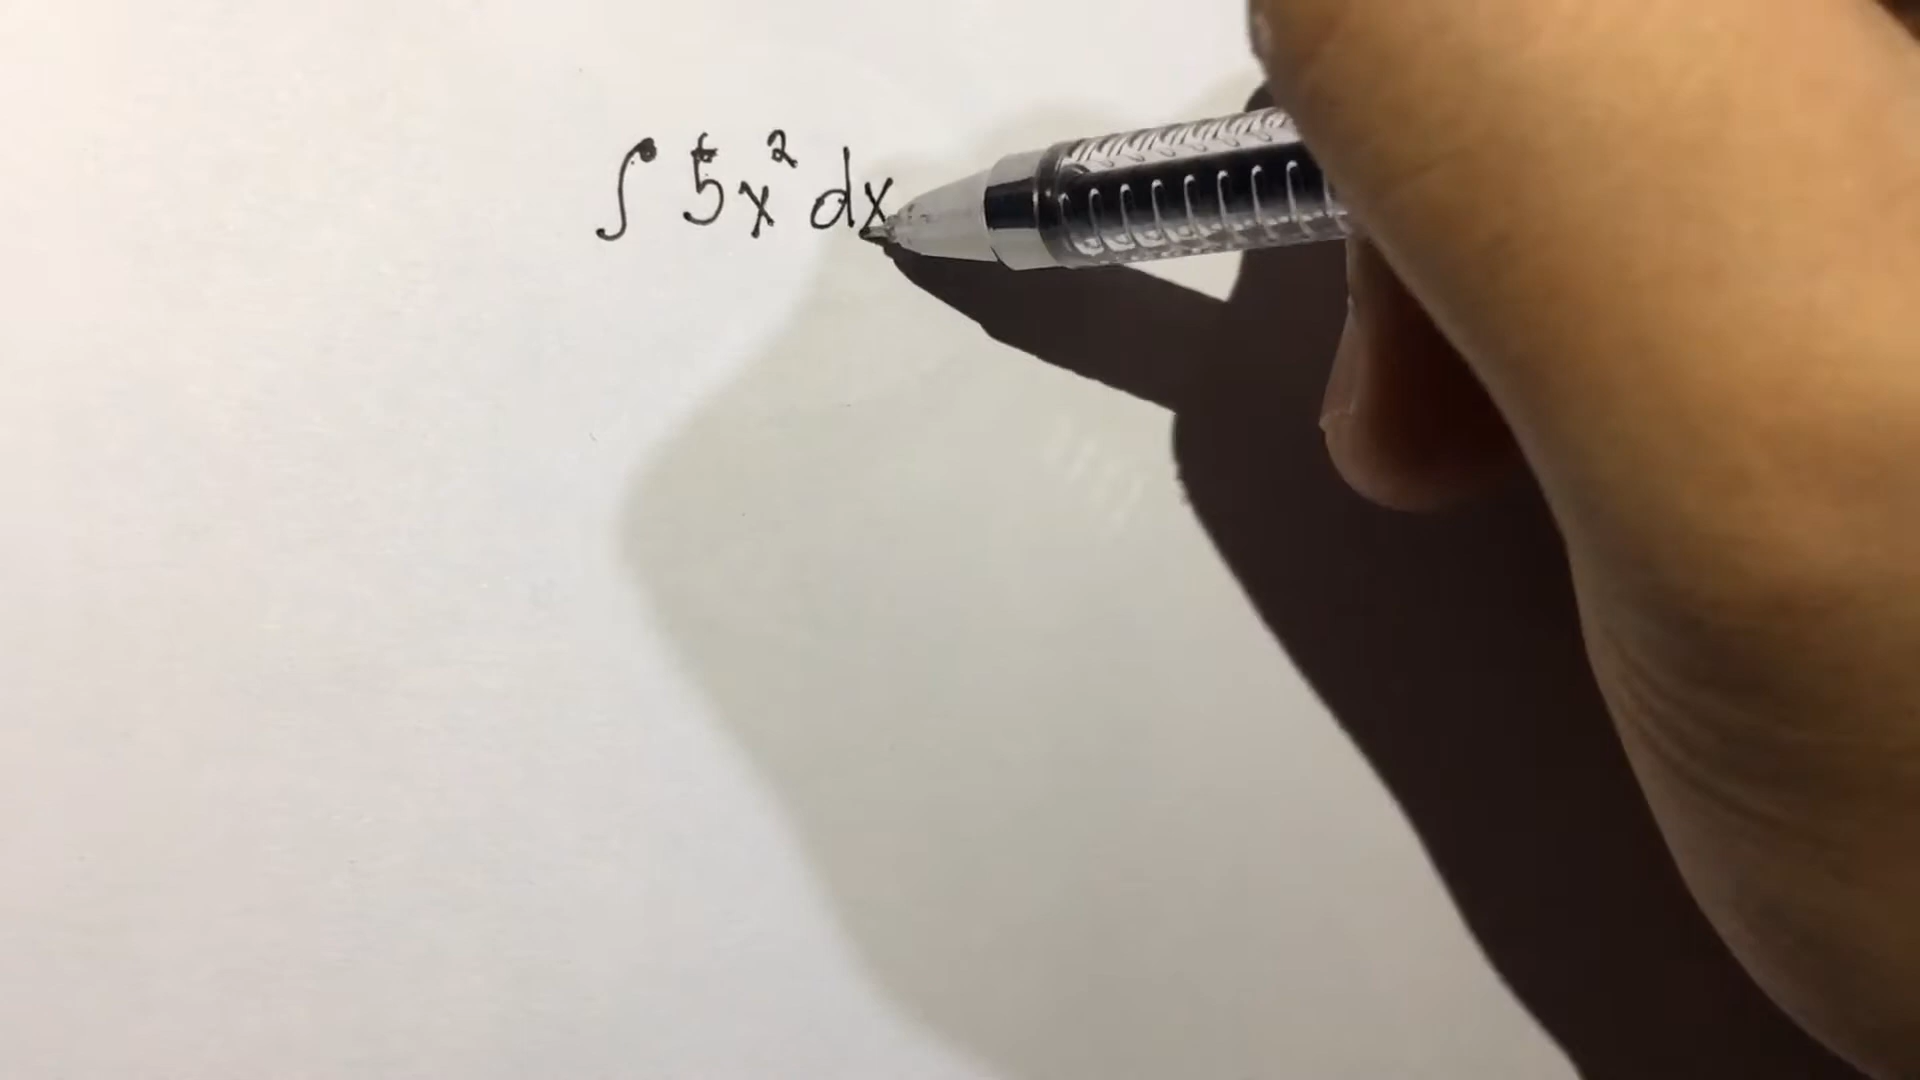 ∫ 5x² dx